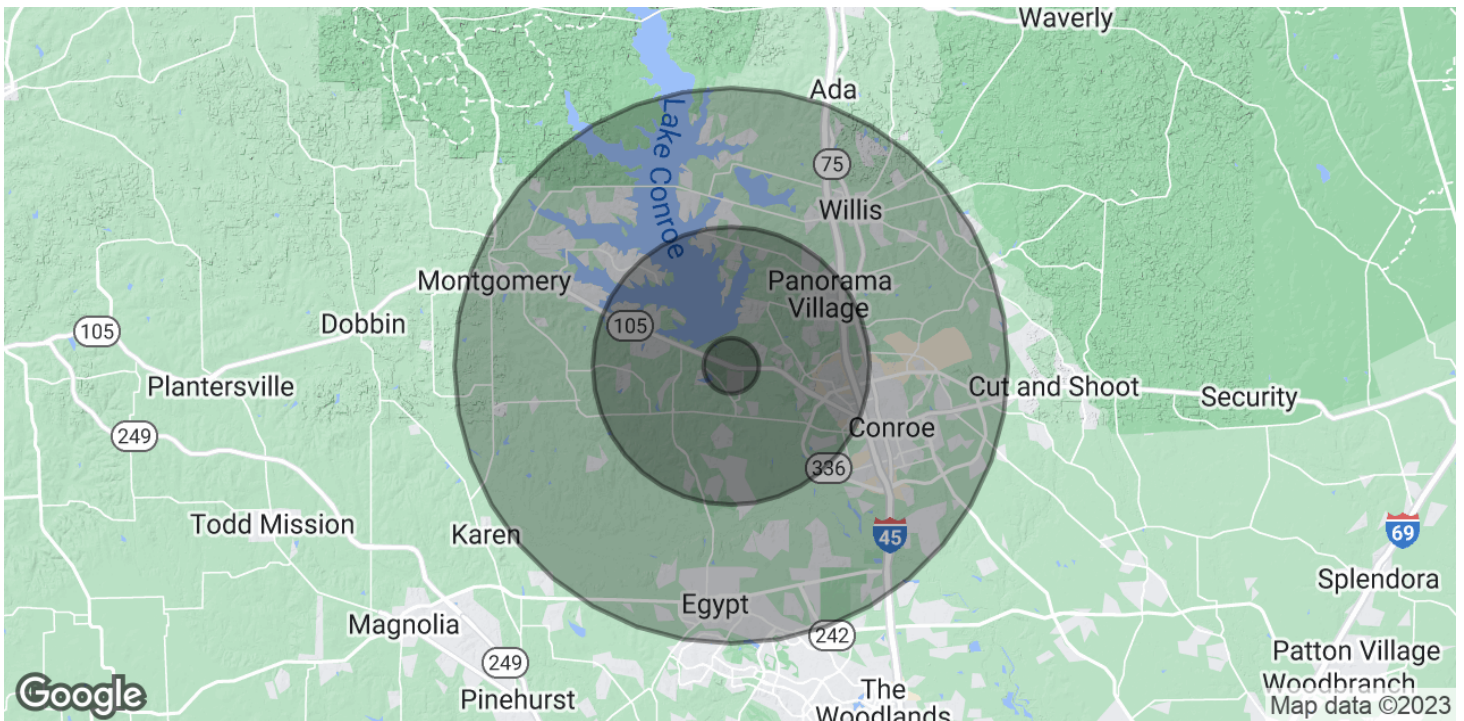 Waverly
Ada
Lake Conroe
75
Willis
Montgomery
Panorama
Village
Dobbin
105
105
Plantersville
Cut and Shoot
Security
249
Conroe
336
Todd Mission
Karen
45
69
Splendora
Egypt
Magnolia
242
249
Patton Village
Pinehurst
The
Woodlands
Woodbranch
Google
Map data ©2023